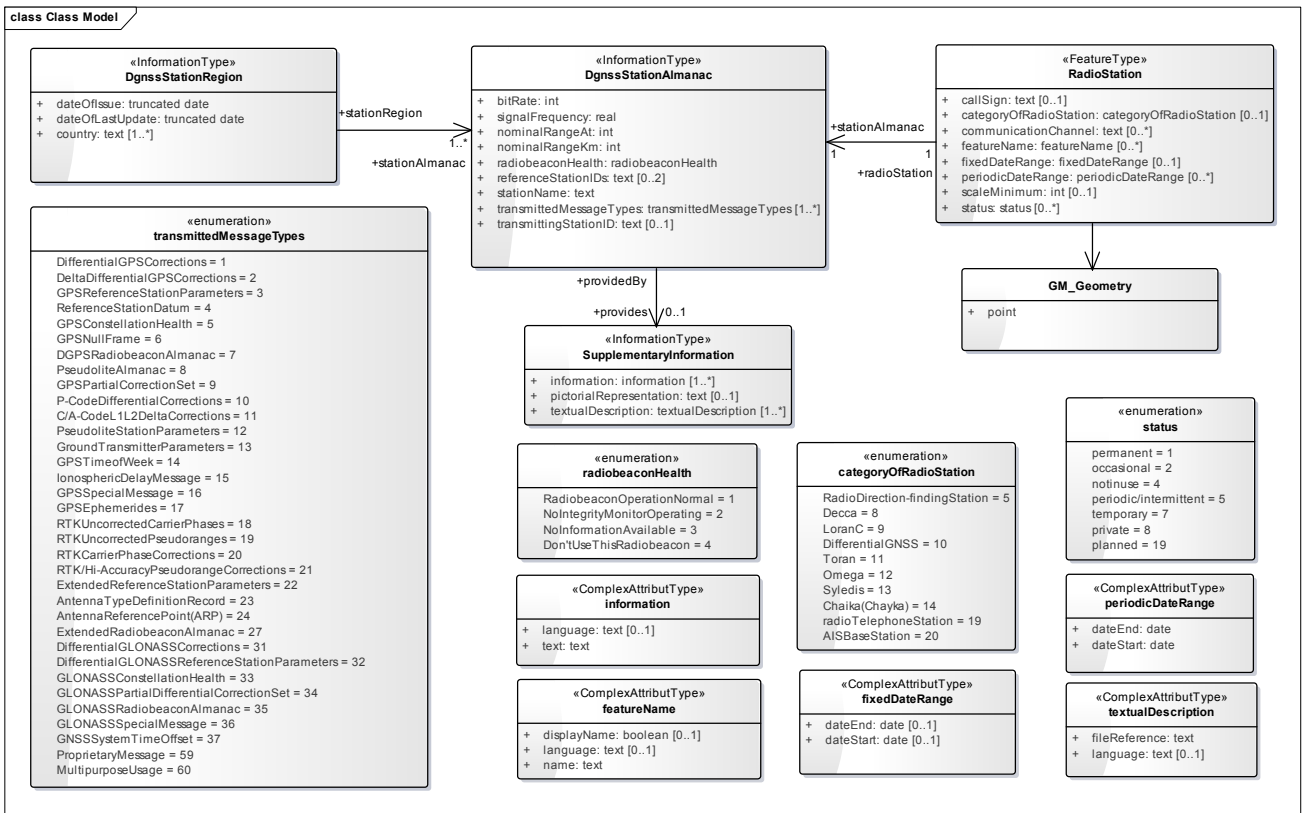 class Class Model
«InformationType»
DgnssStationRegion
+ dateOfIssue: truncated date
+ dateOfLastUpdate: truncated date
+ country: text [1..*]
+stationRegion
1..*
+stationAlmanac
«InformationType»
DgnssStationAlmanac
+ bitRate: int
+ signalFrequency: real
+ nominalRangeAt: int
+ nominalRangeKm: int
+ radiobeaconHealth: radiobeaconHealth
+ referenceStationIDs: text [0..2]
+ stationName: text
+ transmittedMessageTypes: transmittedMessageTypes [1..*]
+ transmittingStationID: text [0..1]
+stationAlmanac
1
1
+radioStation
«FeatureType»
RadioStation
+ callSign: text [0..1]
+ categoryOfRadioStation: categoryOfRadioStation [0..1]
+ communicationChannel: text [0..*]
+ featureName: featureName [0..*]
+ fixedDateRange: fixedDateRange [0..1]
+ periodicDateRange: periodicDateRange [0..*]
+ scaleMinimum: int [0..1]
+ status: status [0..*]
«enumeration»
transmittedMessageTypes
DifferentialGPSCorrections = 1
DeltaDifferentialGPSCorrections = 2
GPSReferenceStationParameters = 3
ReferenceStationDatum = 4
GPSConstellationHealth = 5
GPSNullFrame = 6
DGPSRadiobeaconAlmanac = 7
PseudoliteAlmanac = 8
GPSPartialCorrectionSet = 9
P-CodeDifferentialCorrections = 10
C/A-CodeL1L2DeltaCorrections = 11
PseudoliteStationParameters = 12
GroundTransmitterParameters = 13
GPSTimeofWeek = 14
IonosphericDelayMessage = 15
GPSSpecialMessage = 16
GPSEphemerides = 17
RTKUncorrectedCarrierPhases = 18
RTKUncorrectedPseudoranges = 19
RTKCarrierPhaseCorrections = 20
RTK/Hi-AccuracyPseudorangeCorrections = 21
ExtendedReferenceStationParameters = 22
AntennaTypeDefinitionRecord = 23
AntennaReferencePoint(ARP) = 24
ExtendedRadiobeaconAlmanac = 27
DifferentialGLONASSCorrections = 31
DifferentialGLONASSReferenceStationParameters = 32
GLONASSConstellationHealth = 33
GLONASSPartialDifferentialCorrectionSet = 34
GLONASSRadiobeaconAlmanac = 35
GLONASSSpecialMessage = 36
GNSSSystemTimeOffset = 37
ProprietaryMessage = 59
MultipurposeUsage = 60
+providedBy
+provides
0..1
«InformationType»
SupplementaryInformation
+ information: information [1..*]
+ pictorialRepresentation: text [0..1]
+ textualDescription: textualDescription [1..*]
GM_Geometry
+ point
«enumeration»
radiobeaconHealth
RadiobeaconOperationNormal = 1
NoIntegrityMonitorOperating = 2
NoInformationAvailable = 3
Don'tUseThisRadiobeacon = 4
«enumeration»
categoryOfRadioStation
RadioDirection-findingStation = 5
Decca = 8
LoranC = 9
DifferentialGNSS = 10
Toran = 11
Omega = 12
Syledis = 13
Chaika(Chayka) = 14
radioTelephoneStation = 19
AISBaseStation = 20
«enumeration»
status
permanent = 1
occasional = 2
notinuse = 4
periodic/intermittent = 5
temporary = 7
private = 8
planned = 19
«ComplexAttributType»
information
+ language: text [0..1]
+ text: text
«ComplexAttributType»
periodicDateRange
+ dateEnd: date
+ dateStart: date
«ComplexAttributType»
featureName
+ displayName: boolean [0..1]
+ language: text [0..1]
+ name: text
«ComplexAttributType»
fixedDateRange
+ dateEnd: date [0..1]
+ dateStart: date [0..1]
«ComplexAttributType»
textualDescription
+ fileReference: text
+ language: text [0..1]